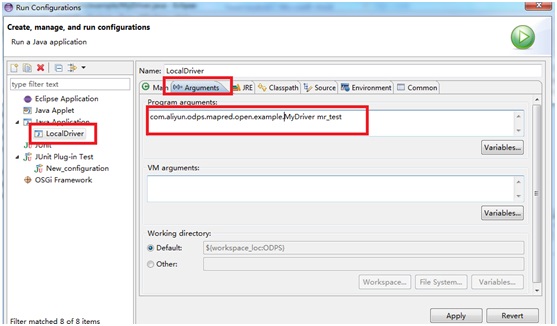 Run Configurations
Create, manage, and run configurations
Run a Java application
type filter text
Eclipse Application
Java Applet
Java Application
LocalDriver
JUnit
JUnit Plug-in Test
New_configuration
OSGi Framework
Filter matched 8 of 8 items
Name: LocalDriver
Main (x)= Arguments JRE Classpath Source Environment Common
Program arguments:
com.aliyun.odps.mapred.open.example.MyDriver mr_test
Variables...
VM arguments:
Variables...
Working directory:
Default: ${workspace_loc:ODPS}
Other:
Workspace... File System... Variables...
Apply Revert